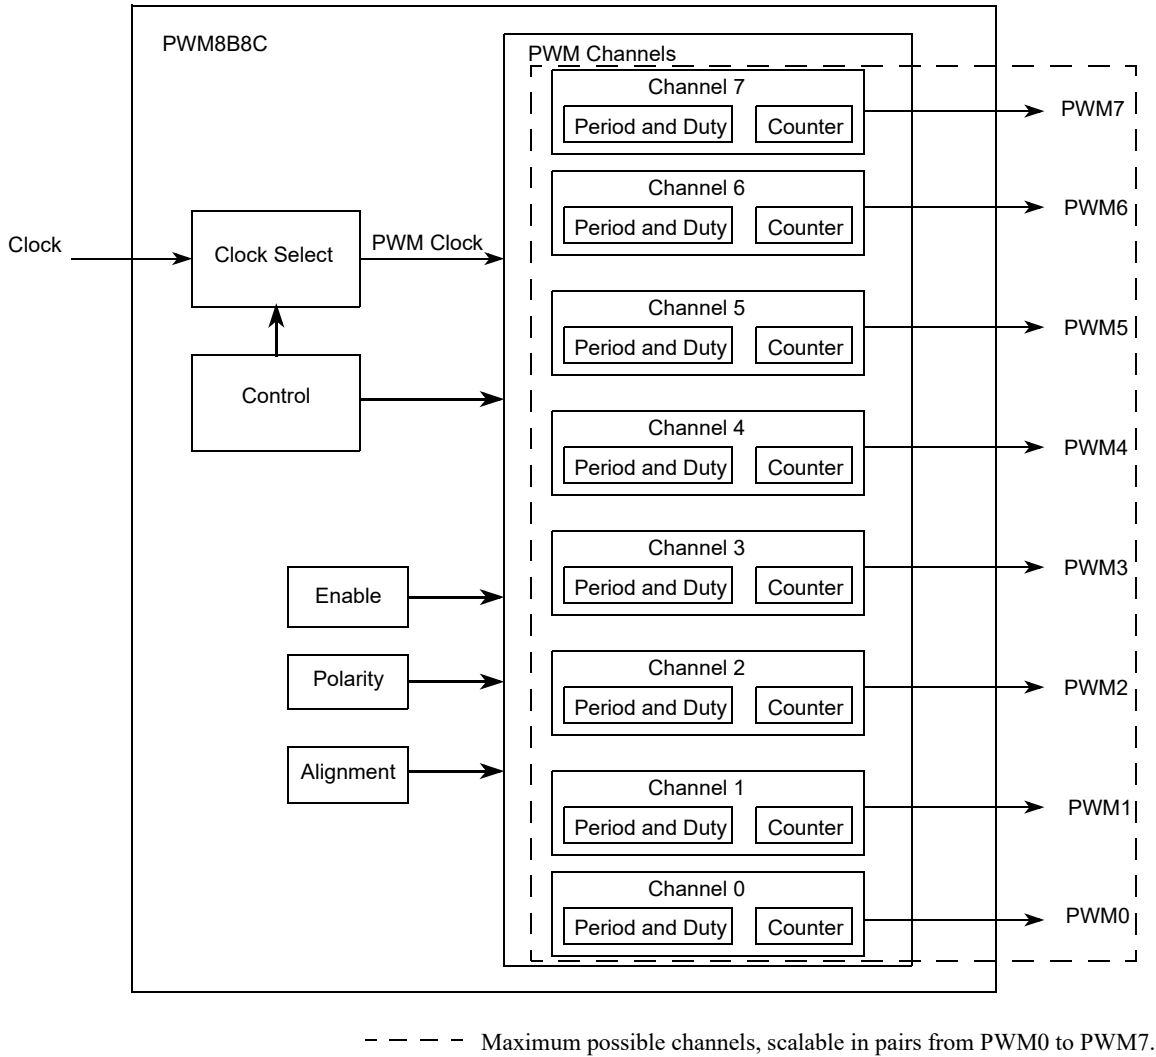 PWM8B8C
PWM Channels
Channel 7
Period and Duty
Counter
PWM7
Channel 6
Period and Duty
Counter
PWM6
Clock
Clock Select
PWM Clock
Channel 5
Period and Duty
Counter
PWM5
Control
Channel 4
Period and Duty
Counter
PWM4
Channel 3
Period and Duty
Counter
PWM3
Enable
Channel 2
Period and Duty
Counter
PWM2
Polarity
Alignment
Channel 1
Period and Duty
Counter
PWM1
Channel 0
Period and Duty
Counter
PWM0
Maximum possible channels, scalable in pairs from PWM0 to PWM7.